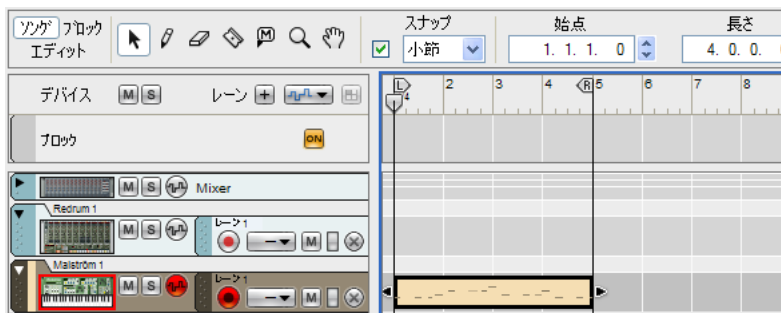 ソング ブロック
エディット
M
スナップ
小節
始点
1. 1. 1. 0
長さ
4. 0. 0.
デバイス M S レーン +
L 2 3 4 R 5 6 7 8
4
ブロック ON
M S Mixer
Redrum 1
M S レーン 1
M
Malström 1
M S レーン 1
M